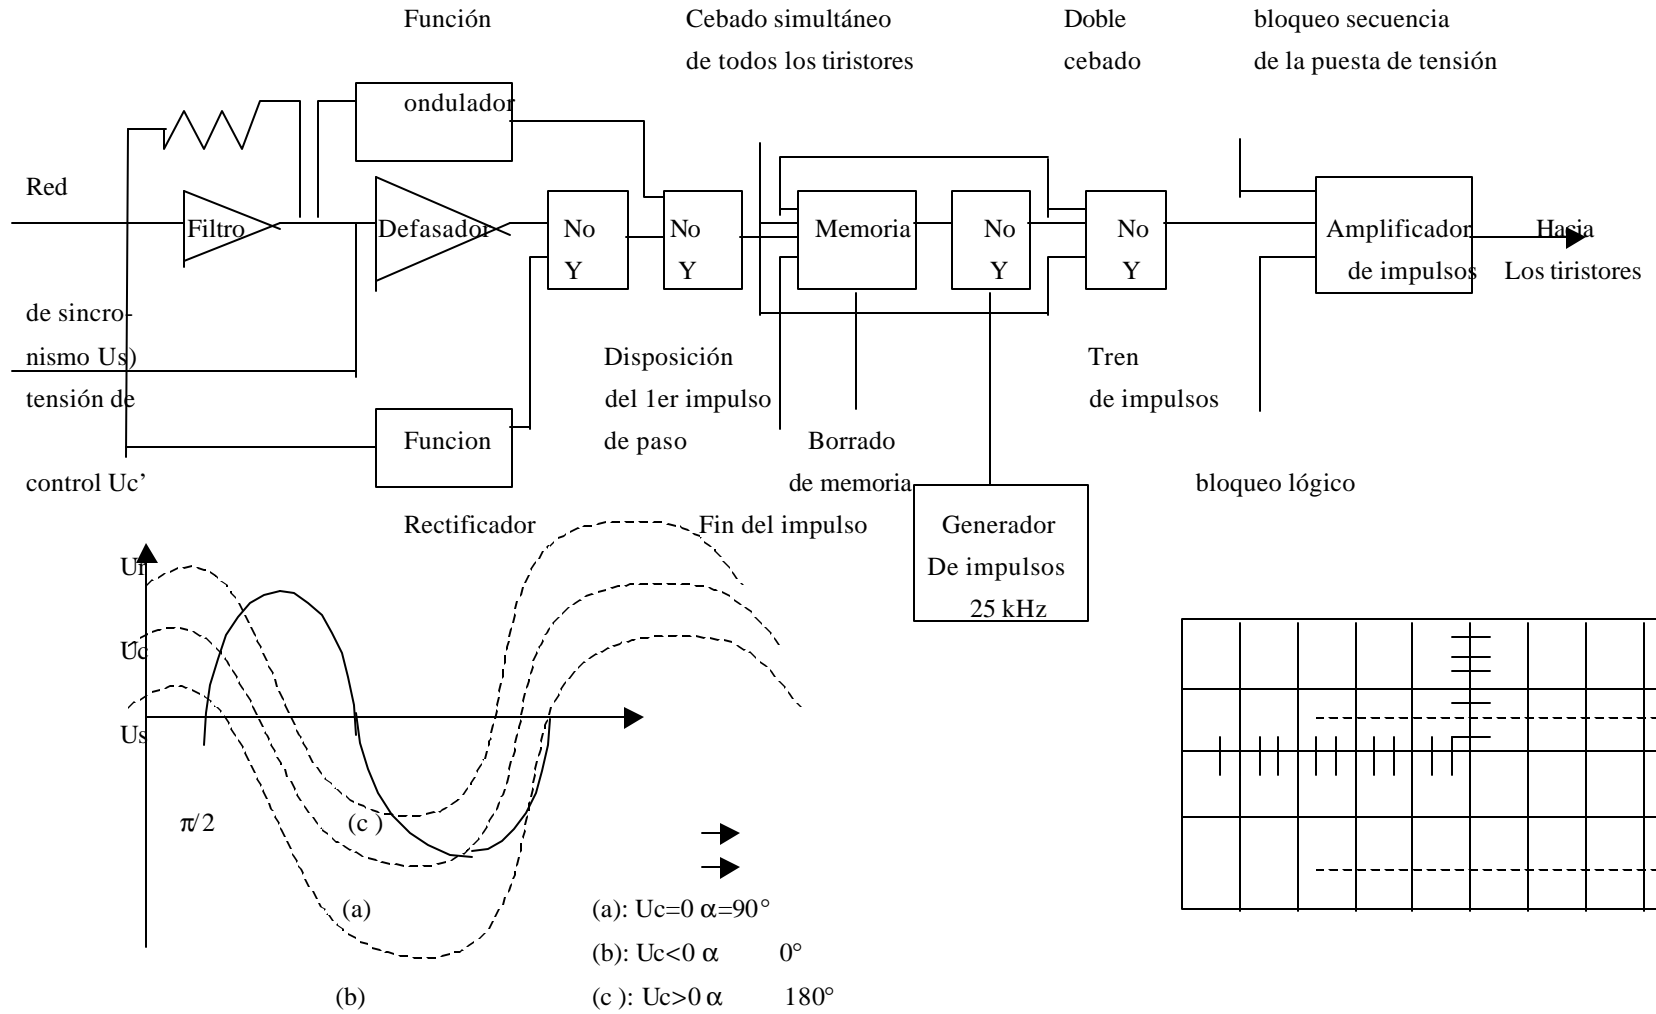 Función
Cebado simultáneo
Doble
bloqueo secuencia
de todos los tiristores
cebado
de la puesta de tensión
ondulador
Red
Filtro
Defasador
No
Y
No
Y
Memoria
No
Y
No
Y
Amplificador
de impulsos
Hacia
Los tiristores
de sincro-
nismo Us)
tensión de
control Uc’
Disposición
del 1er impulso
de paso
Tren
de impulsos
Funcion
Rectificador
Borrado
de memoria
Fin del impulso
bloqueo lógico
Generador
De impulsos
25 kHz
Ur
Uc
Us
π/2
(c )
(a)
(b)
(a): Uc=0 α=90°
(b): Uc<0 α 0°
(c ): Uc>0 α 180°